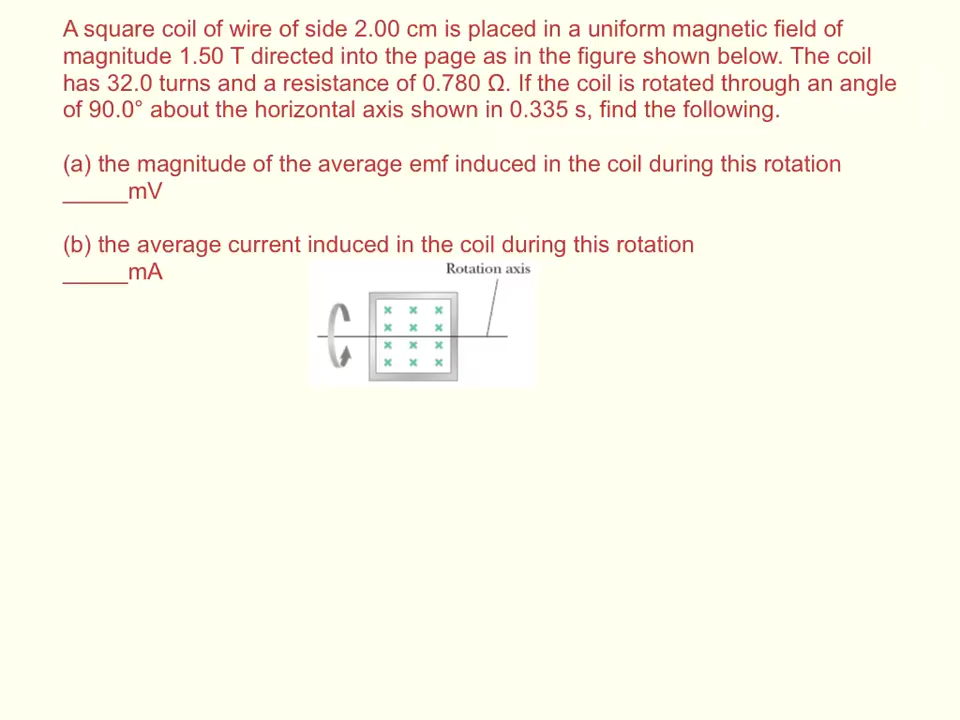 A square coil of wire of side 2.00 cm is placed in a uniform magnetic field of
magnitude 1.50 T directed into the page as in the figure shown below. The coil
has 32.0 turns and a resistance of 0.780 Ω. If the coil is rotated through an angle
of 90.0° about the horizontal axis shown in 0.335 s, find the following.
(a) the magnitude of the average emf induced in the coil during this rotation
_____mV
(b) the average current induced in the coil during this rotation
_____mA
Rotation axis